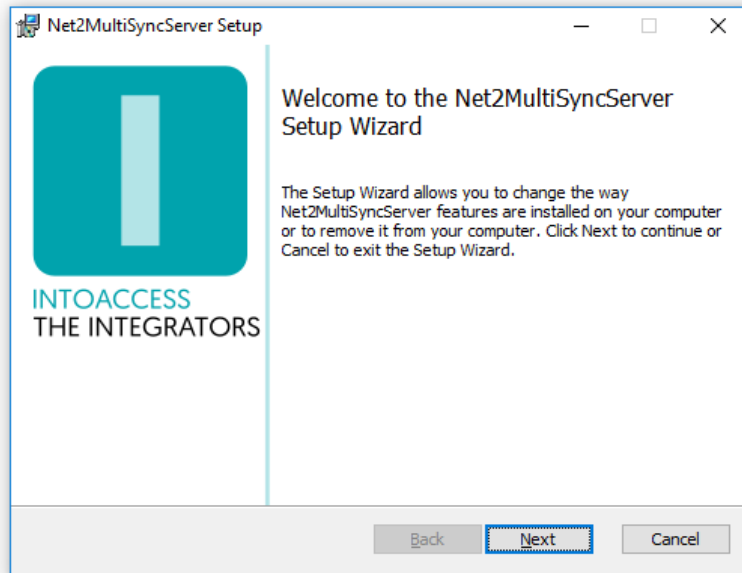 Net2MultiSyncServer Setup
INTOACCESS
THE INTEGRATORS
Welcome to the Net2MultiSyncServer
Setup Wizard
The Setup Wizard allows you to change the way
Net2MultiSyncServer features are installed on your computer
or to remove it from your computer. Click Next to continue or
Cancel to exit the Setup Wizard.
Back
Next
Cancel